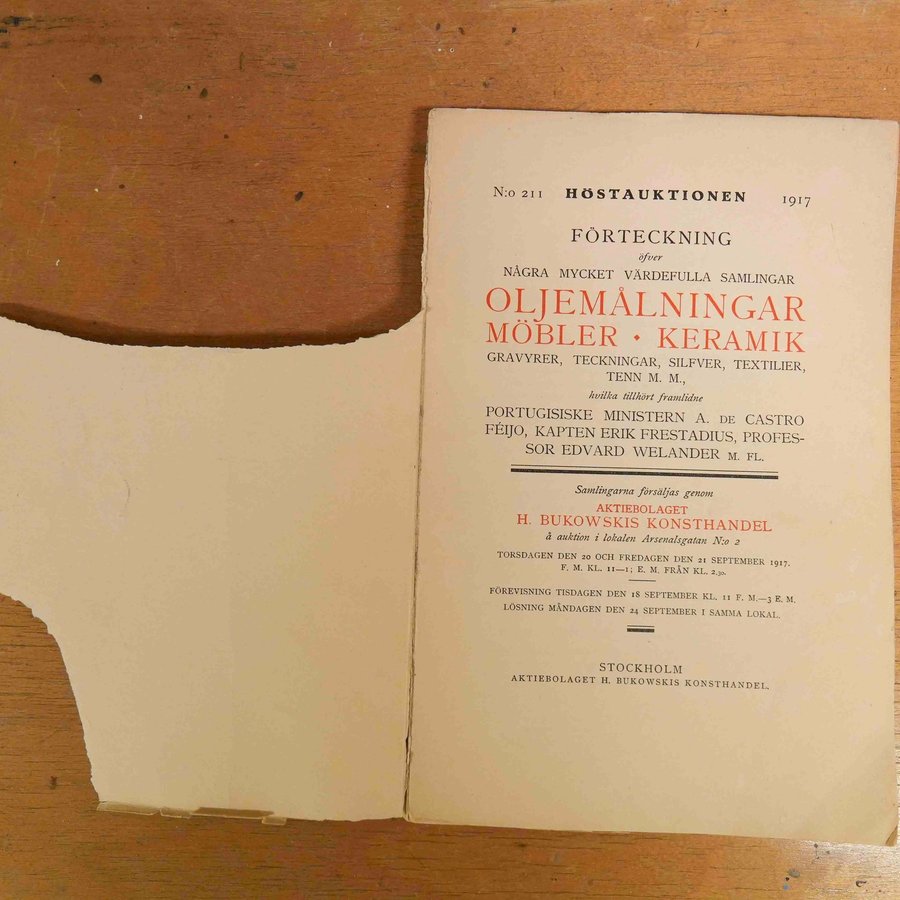 N:o 211 HÖSTAUKTIONEN 1917
FÖRTECKNING
öfver
NÅGRA MYCKET VÄRDEFULLA SAMLINGAR
OLJEMÅLNINGAR
MÖBLER • KERAMIK
GRAVYRER, TECKNINGAR, SILFVER, TEXTILIER,
TENN M. M.,
hvilka tillhört framlidne
PORTUGISISKE MINISTERN A. DE CASTRO
FÉIJO, KAPTEN ERIK FRESTADIUS, PROFES-
SOR EDVARD WELANDER M. FL.
Samlingarna försäljas genom
AKTIEBOLAGET
H. BUKOWSKIS KONSTHANDEL
å auktion i lokalen Arsenalsgatan N:o 2
TORSDAGEN DEN 20 OCH FREDAGEN DEN 21 SEPTEMBER 1917.
F. M. KL. 11—1; E. M. FRÅN KL. 2,30.
FÖREVISNING TISDAGEN DEN 18 SEPTEMBER KL. 11 F. M.—3 E. M.
LÖSNING MÅNDAGEN DEN 24 SEPTEMBER I SAMMA LOKAL.
STOCKHOLM
AKTIEBOLAGET H. BUKOWSKIS KONSTHANDEL.